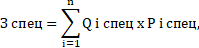 З спец = n∑i=1 Q i спец x P i спец,